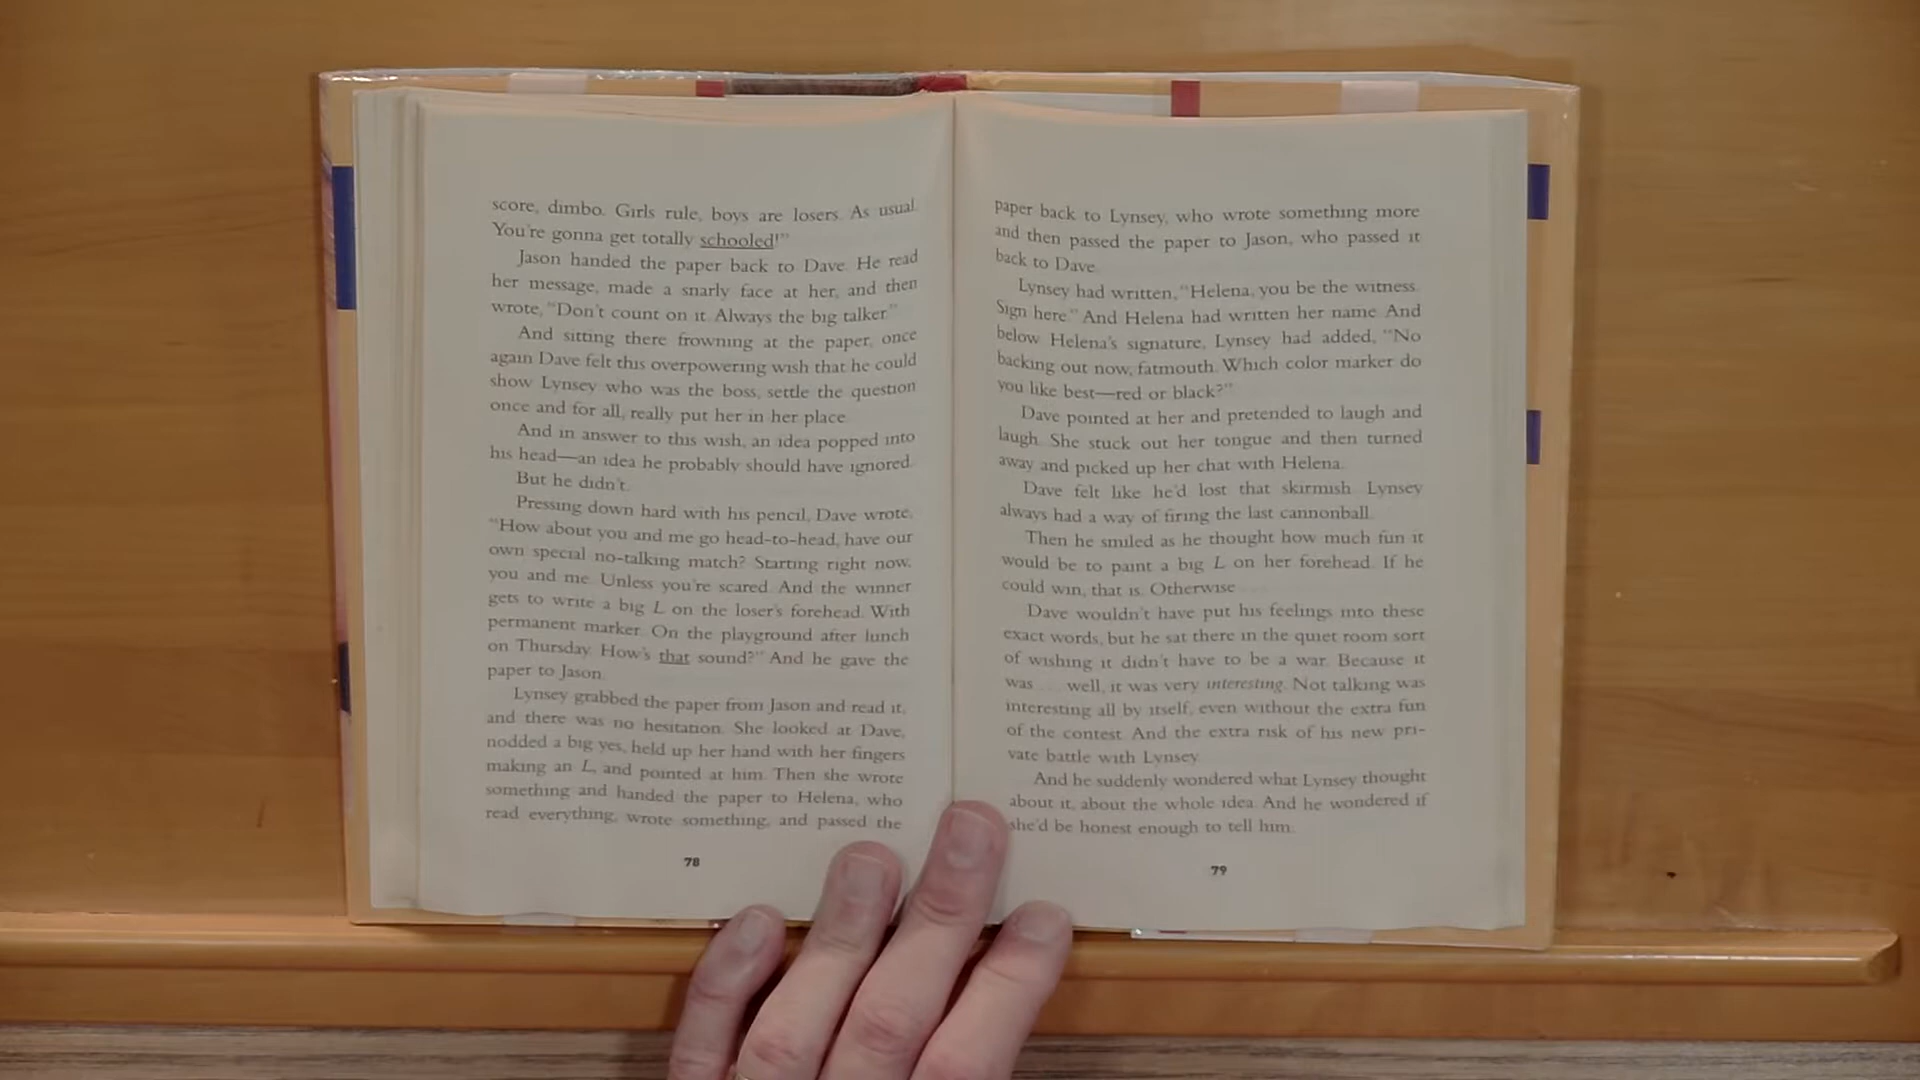 score, dimbo. Girls rule, boys are losers. As usual.
You're gonna get totally schooled!"
Jason handed the paper back to Dave. He read
her message, made a snarly face at her, and then
wrote, "Don't count on it. Always the big talker."
And sitting there frowning at the paper, once
again Dave felt this overpowering wish that he could
show Lynsey who was the boss, settle the question
once and for all, really put her in her place.
And in answer to this wish, an idea popped into
his head—an idea he probably should have ignored.
But he didn't.
Pressing down hard with his pencil, Dave wrote,
"How about you and me go head-to-head, have our
own special no-talking match? Starting right now,
you and me. Unless you're scared. And the winner
gets to write a big L on the loser's forehead. With
permanent marker. On the playground after lunch
on Thursday. How's that sound?" And he gave the
paper to Jason.
Lynsey grabbed the paper from Jason and read it,
and there was no hesitation. She looked at Dave,
nodded a big yes, held up her hand with her fingers
making an L, and pointed at him. Then she wrote
something and handed the paper to Helena, who
read everything, wrote something, and passed the
78
paper back to Lynsey, who wrote something more
and then passed the paper to Jason, who passed it
back to Dave.
Lynsey had written, "Helena, you be the witness.
Sign here." And Helena had written her name. And
below Helena's signature, Lynsey had added, "No
backing out now, fatmouth. Which color marker do
you like best—red or black?"
Dave pointed at her and pretended to laugh and
laugh. She stuck out her tongue and then turned
away and picked up her chat with Helena.
Dave felt like he'd lost that skirmish. Lynsey
always had a way of firing the last cannonball.
Then he smiled as he thought how much fun it
would be to paint a big L on her forehead. If he
could win, that is. Otherwise . . .
Dave wouldn't have put his feelings into these
exact words, but he sat there in the quiet room sort
of wishing it didn't have to be a war. Because it
was . . . well, it was very interesting. Not talking was
interesting all by itself, even without the extra fun
of the contest. And the extra risk of his new pri-
vate battle with Lynsey.
And he suddenly wondered what Lynsey thought
about it, about the whole idea. And he wondered if
she'd be honest enough to tell him.
79